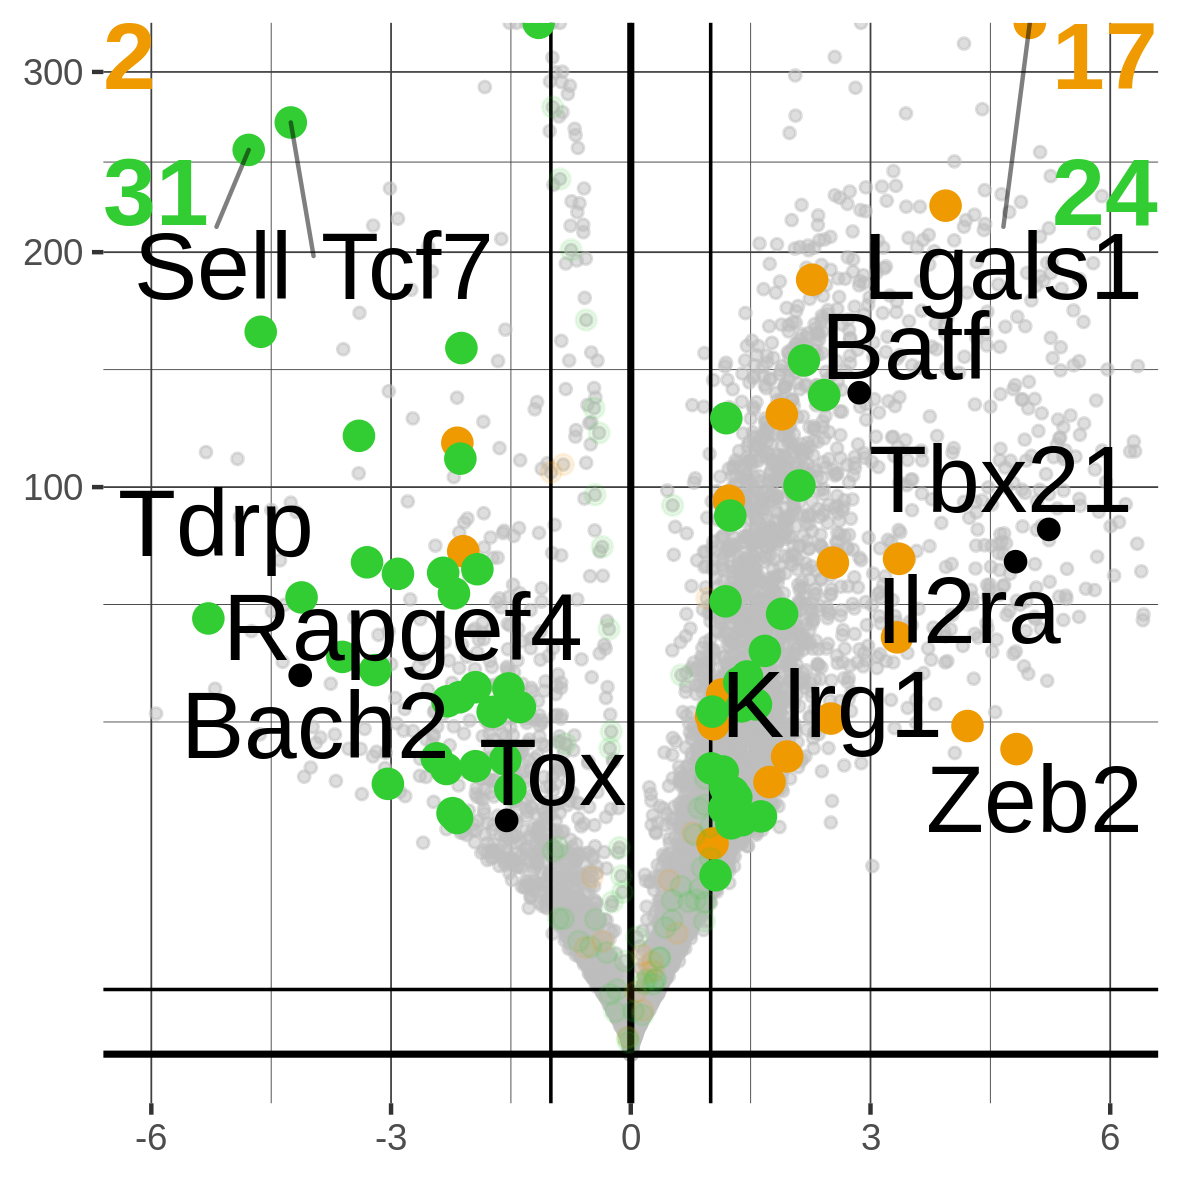 2
17
300
31
24
200
Sell Tcf7
Lgals1
Batf
Tbx21
100
Tdrp
Il2ra
Rapgef4
Klrg1
Bach2
Tox
Zeb2
-6 -3 0 3 6